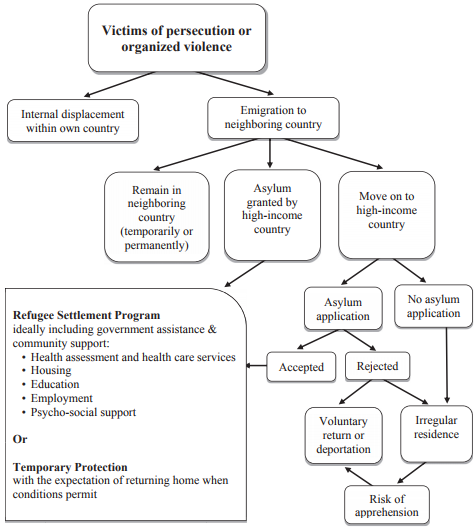 Victims of persecution or
organized violence
Internal displacement
within own country
Emigration to
neighboring country
Remain in
neighboring
country
(temporarily or
permanently)
Asylum
granted by
high-income
country
Move on to
high-income
country
Refugee Settlement Program
ideally including government assistance &
community support:
• Health assessment and health care services
• Housing
• Education
• Employment
• Psycho-social support
Or
Temporary Protection
with the expectation of returning home when
conditions permit
Asylum
application
No asylum
application
Accepted
Rejected
Voluntary
return or
deportation
Irregular
residence
Risk of
apprehension